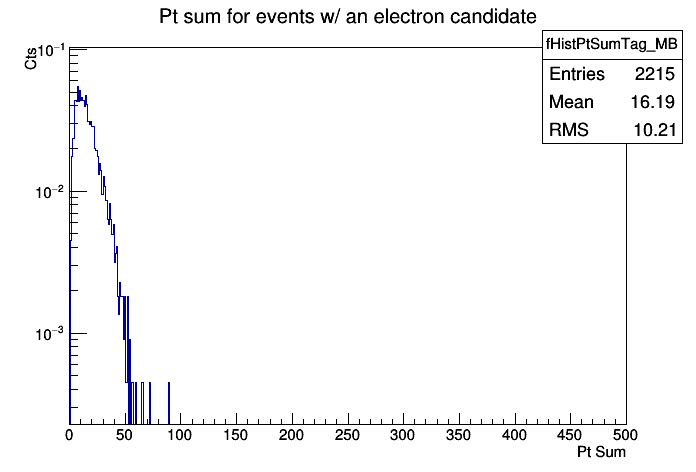 Pt sum for events w/ an electron candidate
fHistPtSumTag_MB
Entries 2215
Mean 16.19
RMS 10.21
Cts
10⁻¹
10⁻²
10⁻³
0 50 100 150 200 250 300 350 400 450 500
Pt Sum